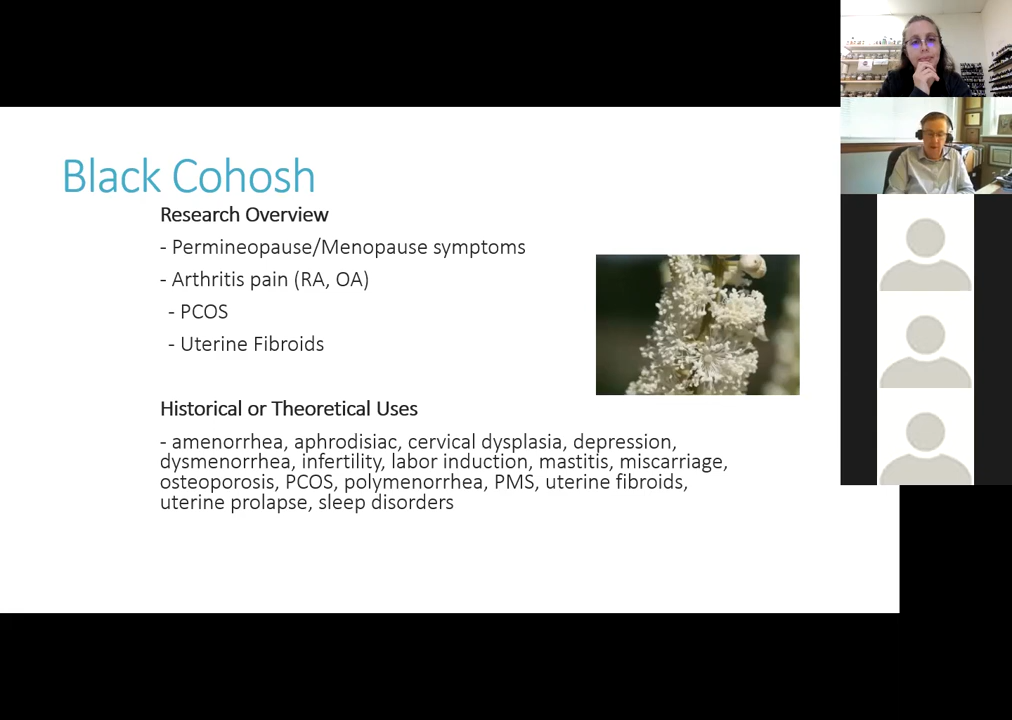 Black Cohosh
Research Overview
- Permineopause/Menopause symptoms
- Arthritis pain (RA, OA)
- PCOS
- Uterine Fibroids
Historical or Theoretical Uses
- amenorrhea, aphrodisiac, cervical dysplasia, depression,
dysmenorrhea, infertility, labor induction, mastitis, miscarriage,
osteoporosis, PCOS, polymenorrhea, PMS, uterine fibroids,
uterine prolapse, sleep disorders